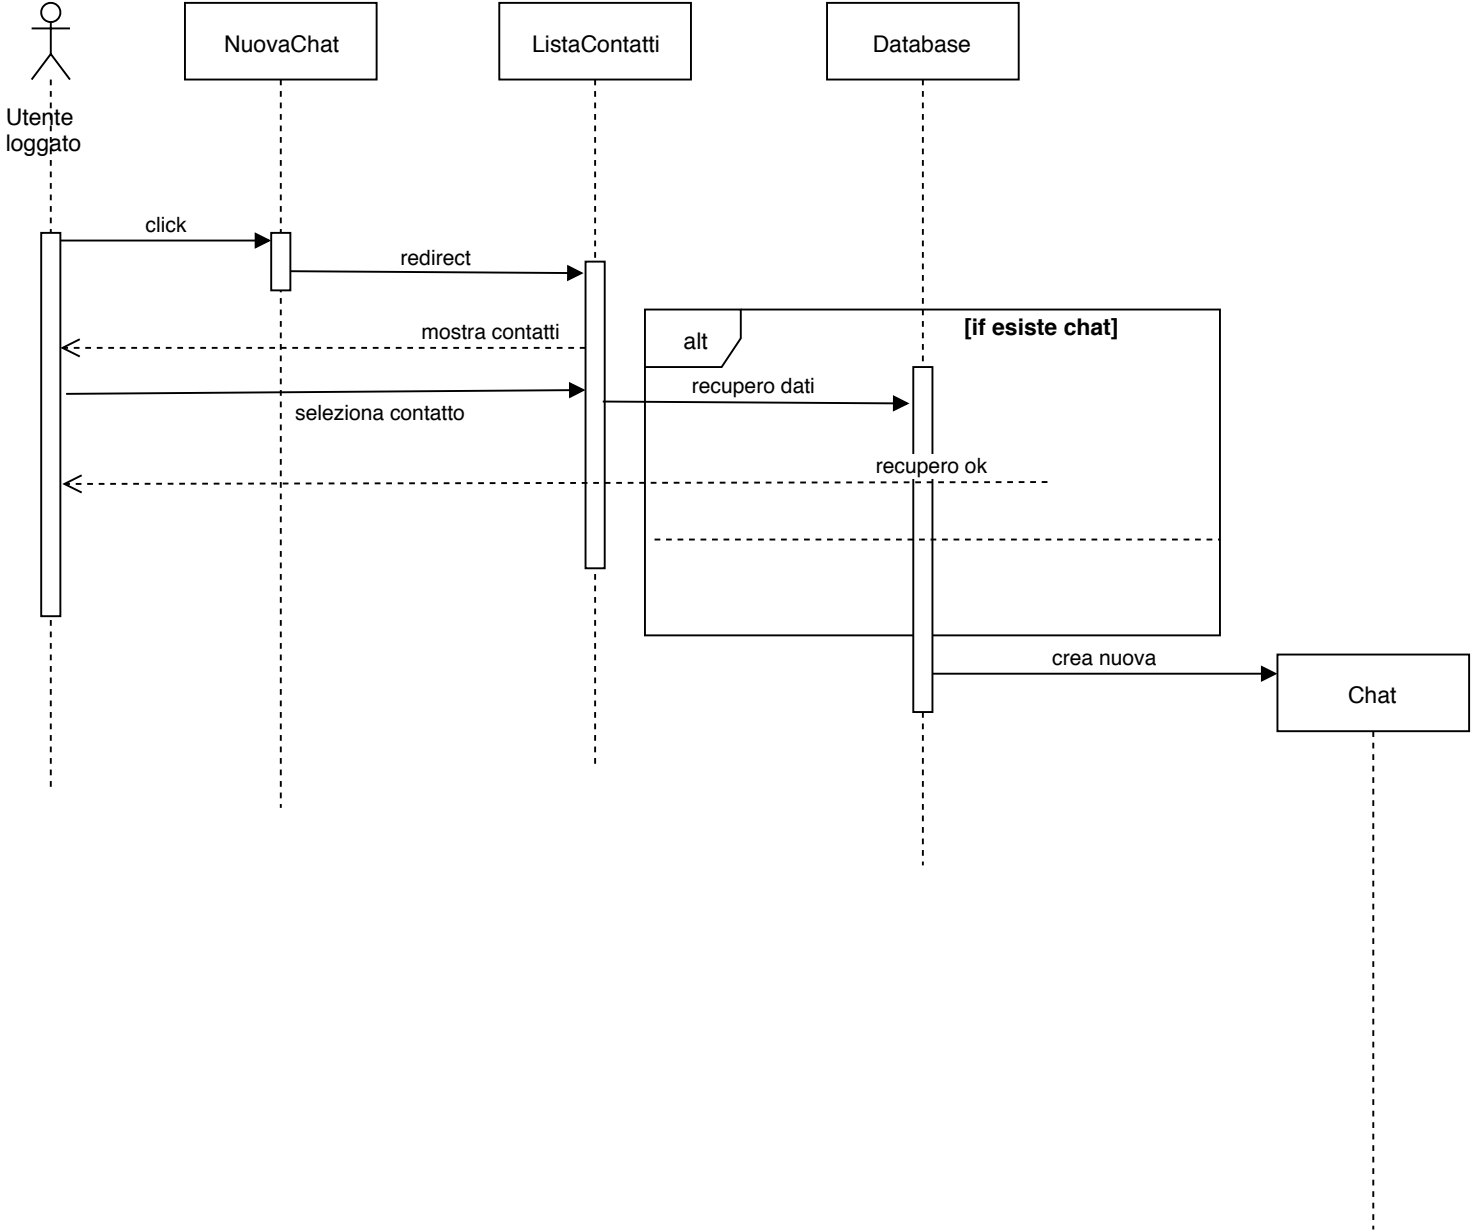 NuovaChat
ListaContatti
Database
Utente
loggato
click
redirect
[if esiste chat]
mostra contatti
alt
recupero dati
seleziona contatto
recupero ok
crea nuova
Chat